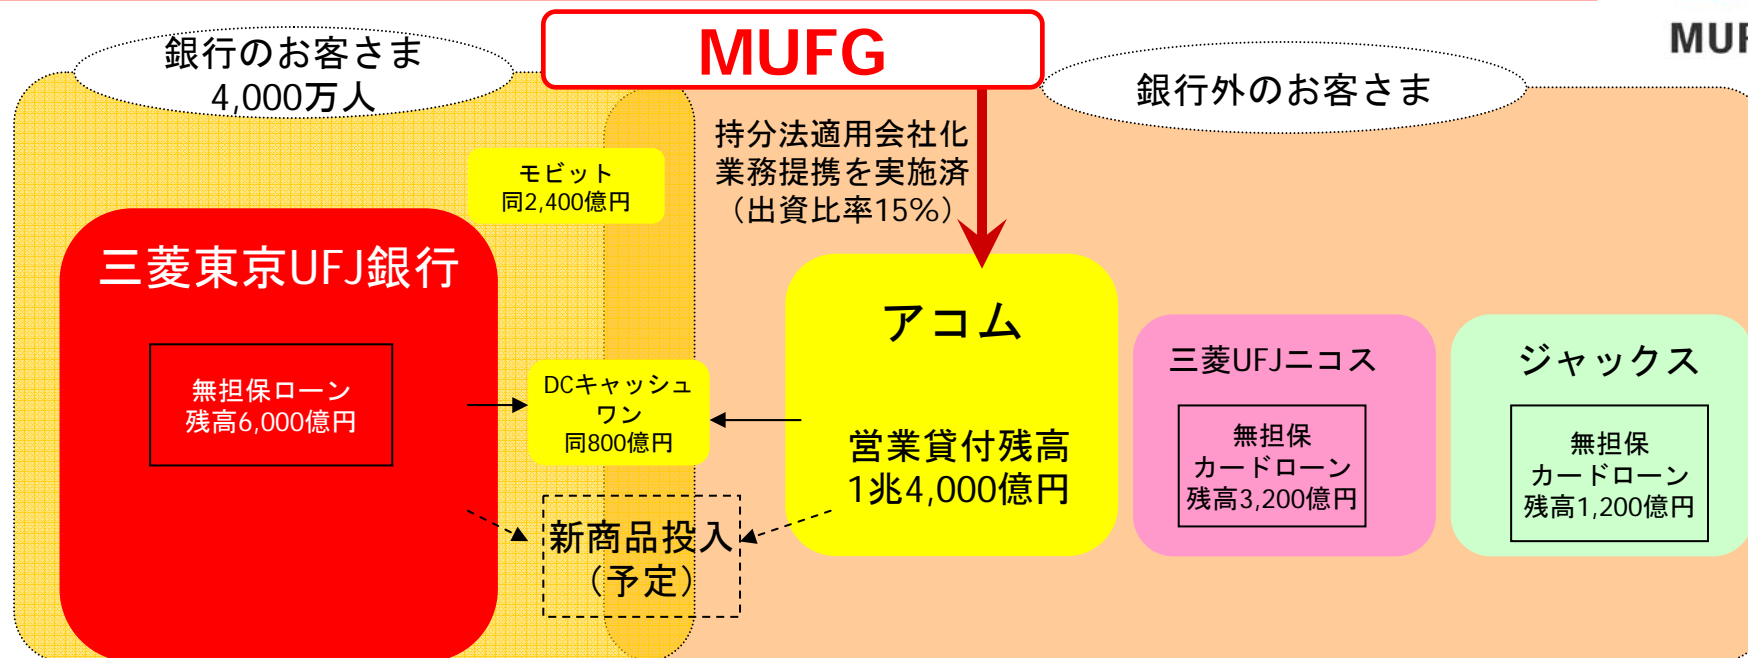 MUFG
銀行のお客さま
4,000万人
銀行外のお客さま
持分法適用会社化
業務提携を実施済
（出資比率15%）
モビット
同2,400億円
三菱東京UFJ銀行
無担保ローン
残高6,000億円
DCキャッシュ
ワン
同800億円
新商品投入
（予定）
アコム
営業貸付残高
1兆4,000億円
三菱UFJニコス
無担保
カードローン
残高3,200億円
ジャックス
無担保
カードローン
残高1,200億円